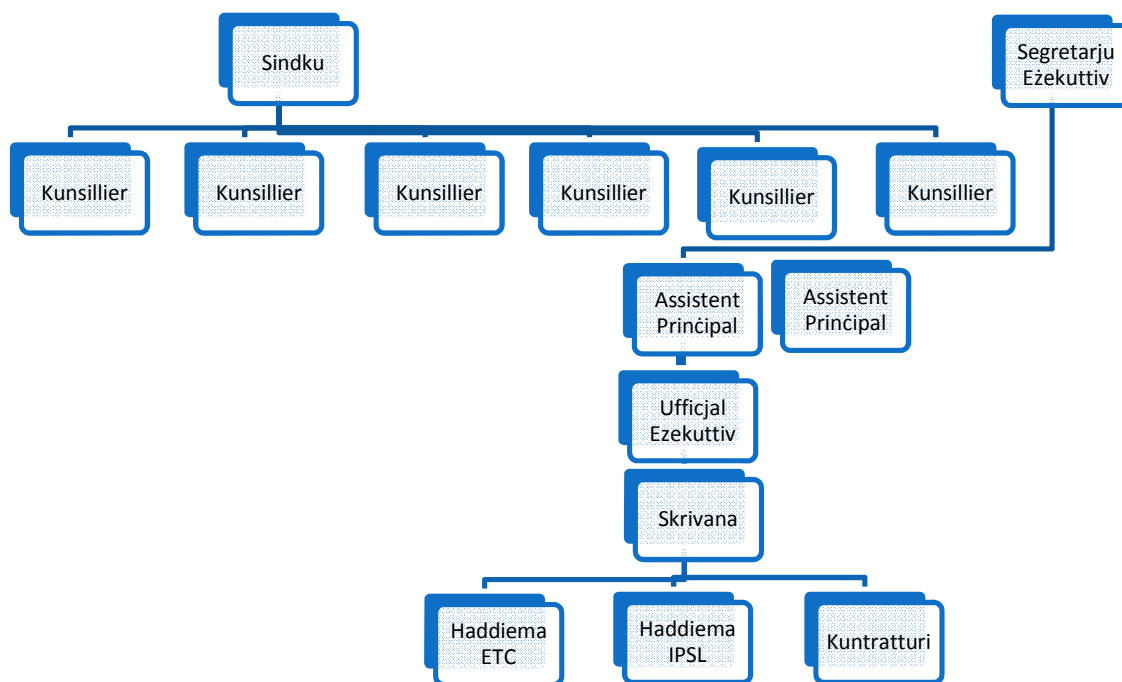 Sindku
Segretarju
Eżekuttiv
Kunsillier
Kunsillier
Kunsillier
Kunsillier
Kunsillier
Kunsillier
Assistent
Prinċipal
Assistent
Prinċipal
Ufficjal
Ezekuttiv
Skrivana
Haddiema
ETC
Haddiema
IPSL
Kuntratturi